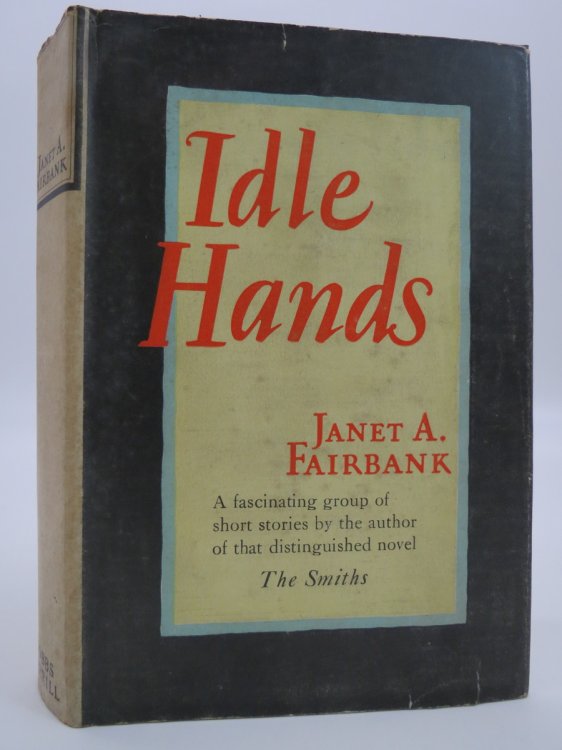 Idle
Hands
JANET A.
FAIRBANK
A fascinating group of
short stories by the author
of that distinguished novel
The Smiths
JANET A.
FAIRBANK